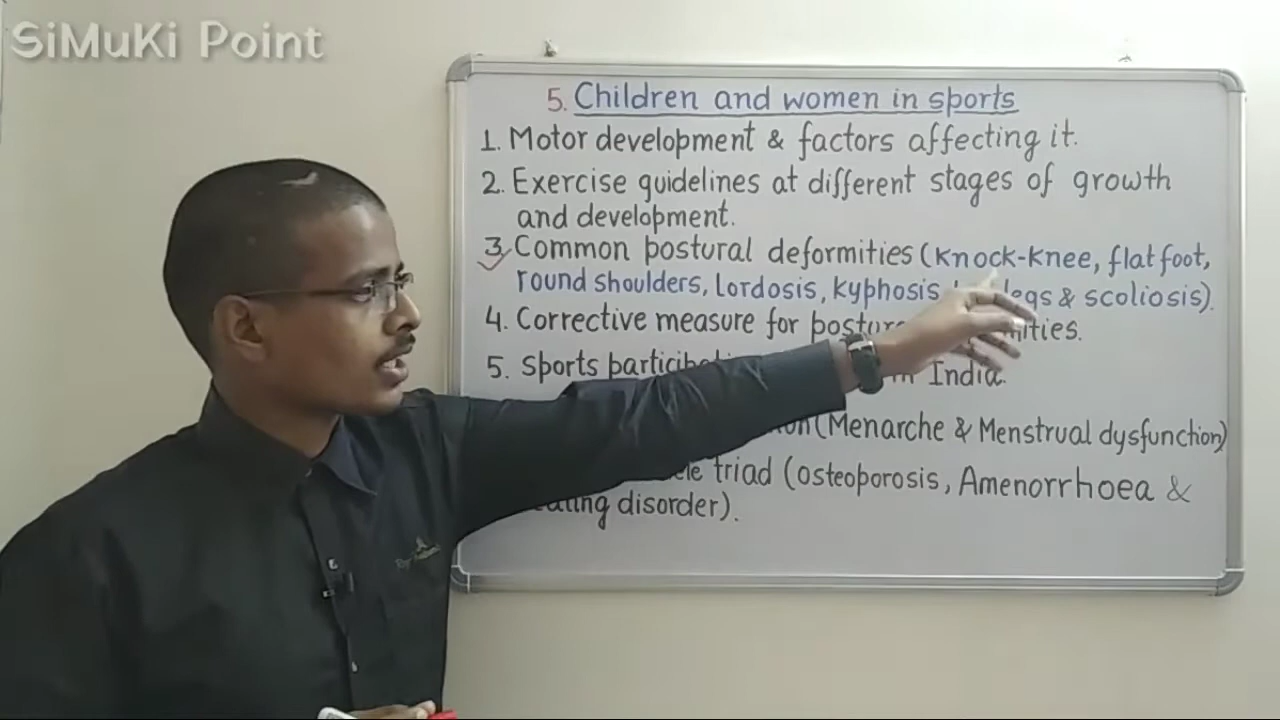 SiMuKi Point
5. Children and women in sports
1. Motor development & factors affecting it.
2. Exercise guidelines at different stages of growth
and development.
3. Common postural deformities (Knock-Knee, flat foot,
round shoulders, Lordosis, Kyphosis legs & scoliosis).
4. Corrective measure for
5. Sports India.
(Menarche & Menstrual dysfunction)
triad (osteoporosis, Amenorrhoea &
disorder).